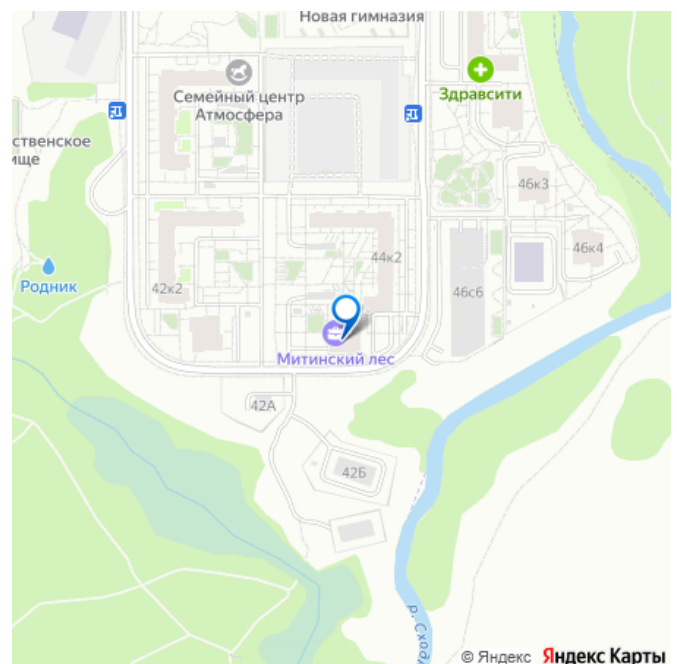 Новая гимназия
Здравсити
Семейный центр
Атмосфера
ственское
ище
46к3
46к4
44к2
46с6
Родник
42к2
Митинский лес
42А
42Б
р. Сход
© Яндекс Яндекс Карты